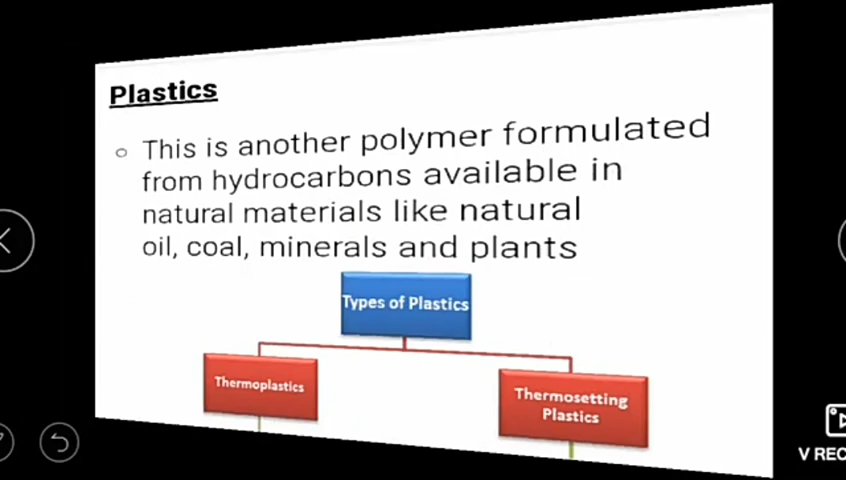 Plastics
This is another polymer formulated
from hydrocarbons available in
natural materials like natural
oil, coal, minerals and plants
Types of Plastics
Thermoplastics
Thermosetting
Plastics
V REC